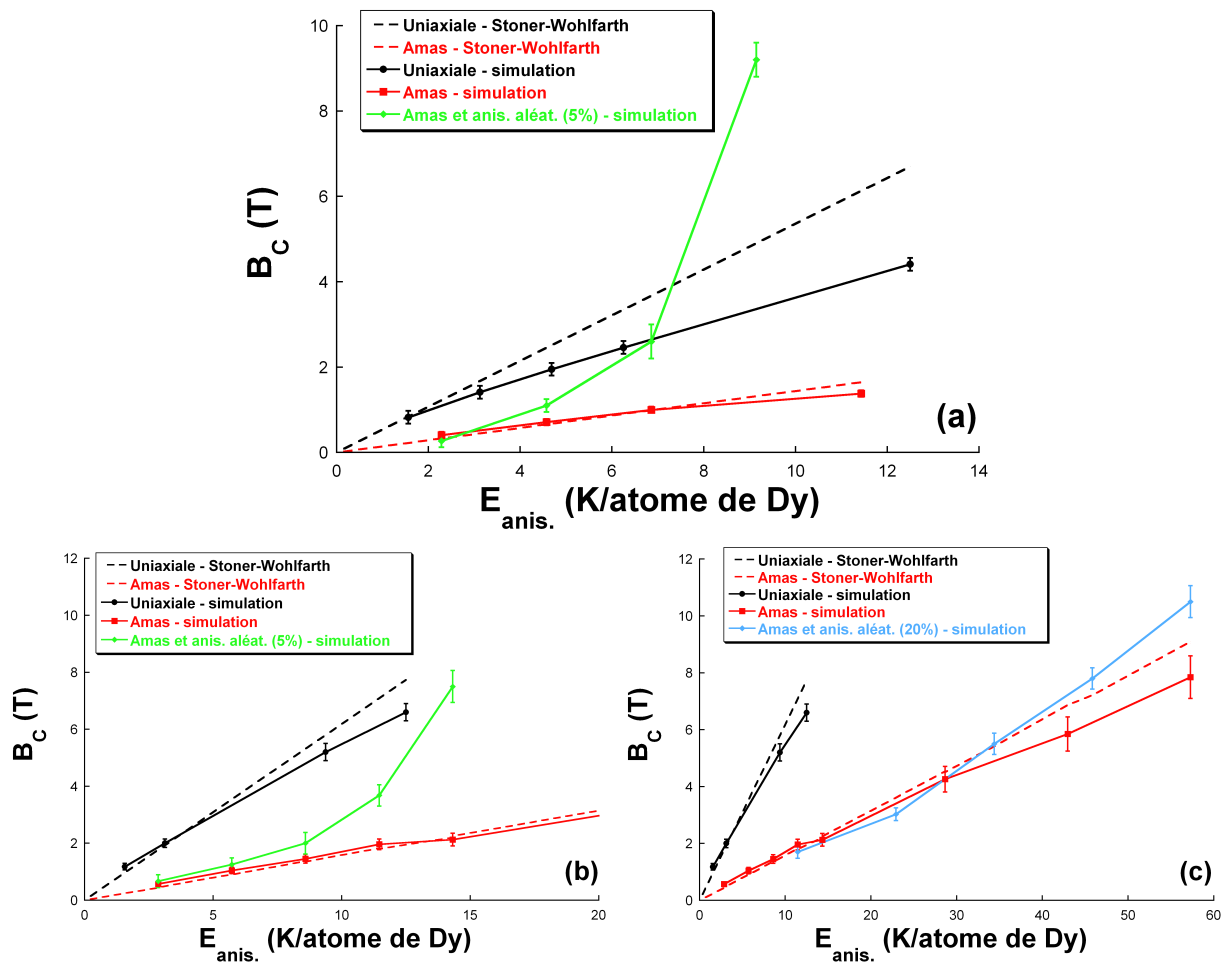 Uniaxiale - Stoner-Wohlfarth
Amas - Stoner-Wohlfarth
Uniaxiale - simulation
Amas - simulation
Amas et anis. aléat. (5%) - simulation
10
8
6
4
2
0
B_C (T)
0 2 4 6 8 10 12 14
E_anis. (K/atome de Dy)
(a)
Uniaxiale - Stoner-Wohlfarth
Amas - Stoner-Wohlfarth
Uniaxiale - simulation
Amas - simulation
Amas et anis. aléat. (5%) - simulation
12
10
8
6
4
2
0
B_C (T)
0 5 10 15 20
E_anis. (K/atome de Dy)
(b)
Uniaxiale - Stoner-Wohlfarth
Amas - Stoner-Wohlfarth
Uniaxiale - simulation
Amas - simulation
Amas et anis. aléat. (20%) - simulation
12
10
8
6
4
2
0
B_C (T)
0 10 20 30 40 50 60
E_anis. (K/atome de Dy)
(c)